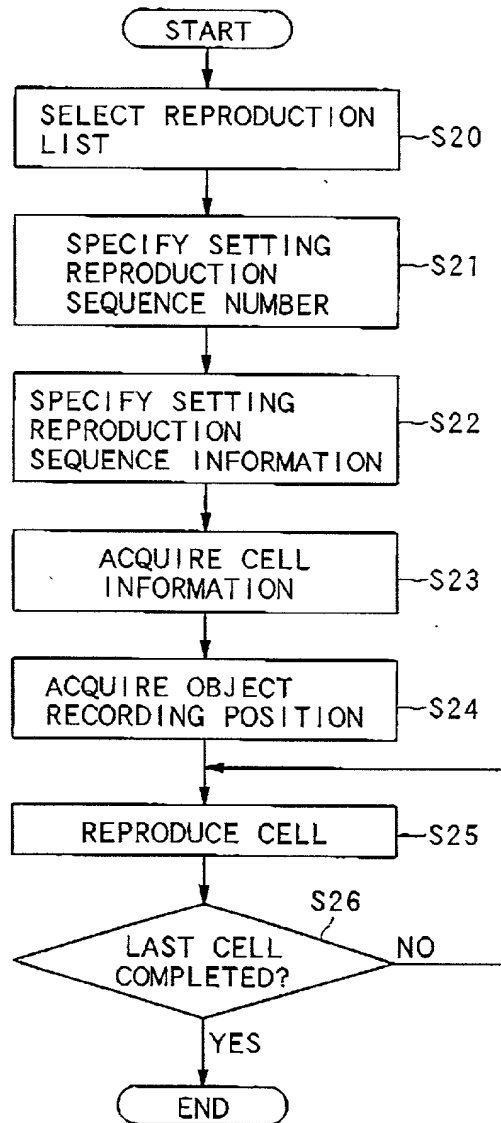 START
SELECT REPRODUCTION
LIST
S20
SPECIFY SETTING
REPRODUCTION
SEQUENCE NUMBER
S21
SPECIFY SETTING
REPRODUCTION
SEQUENCE INFORMATION
S22
ACQUIRE CELL
INFORMATION
S23
ACQUIRE OBJECT
RECORDING POSITION
S24
REPRODUCE CELL
S25
S26
LAST CELL
COMPLETED?
NO
YES
END